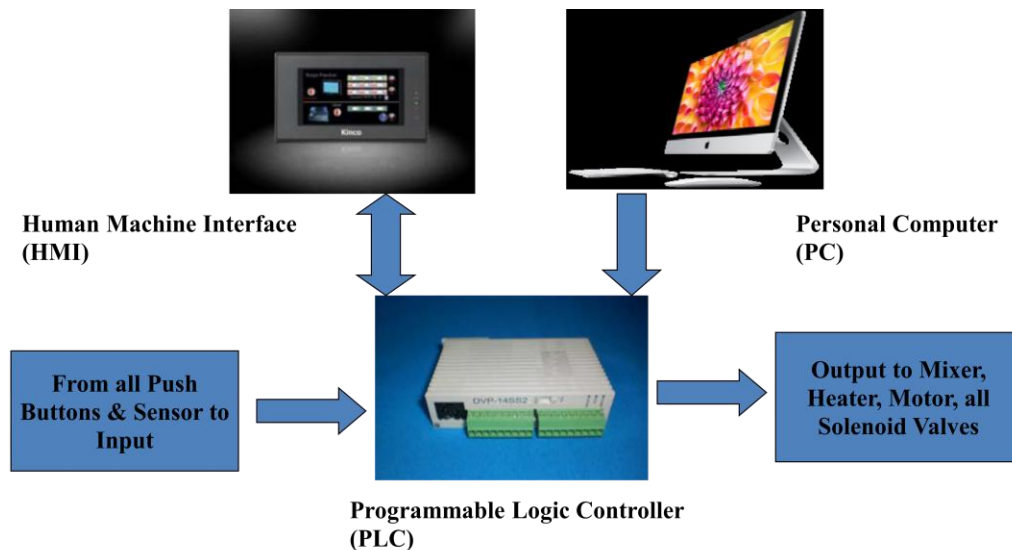 Kinco
Human Machine Interface
(HMI)
Personal Computer
(PC)
From all Push
Buttons & Sensor to
Input
DVP-14SS2
Output to Mixer,
Heater, Motor, all
Solenoid Valves
Programmable Logic Controller
(PLC)